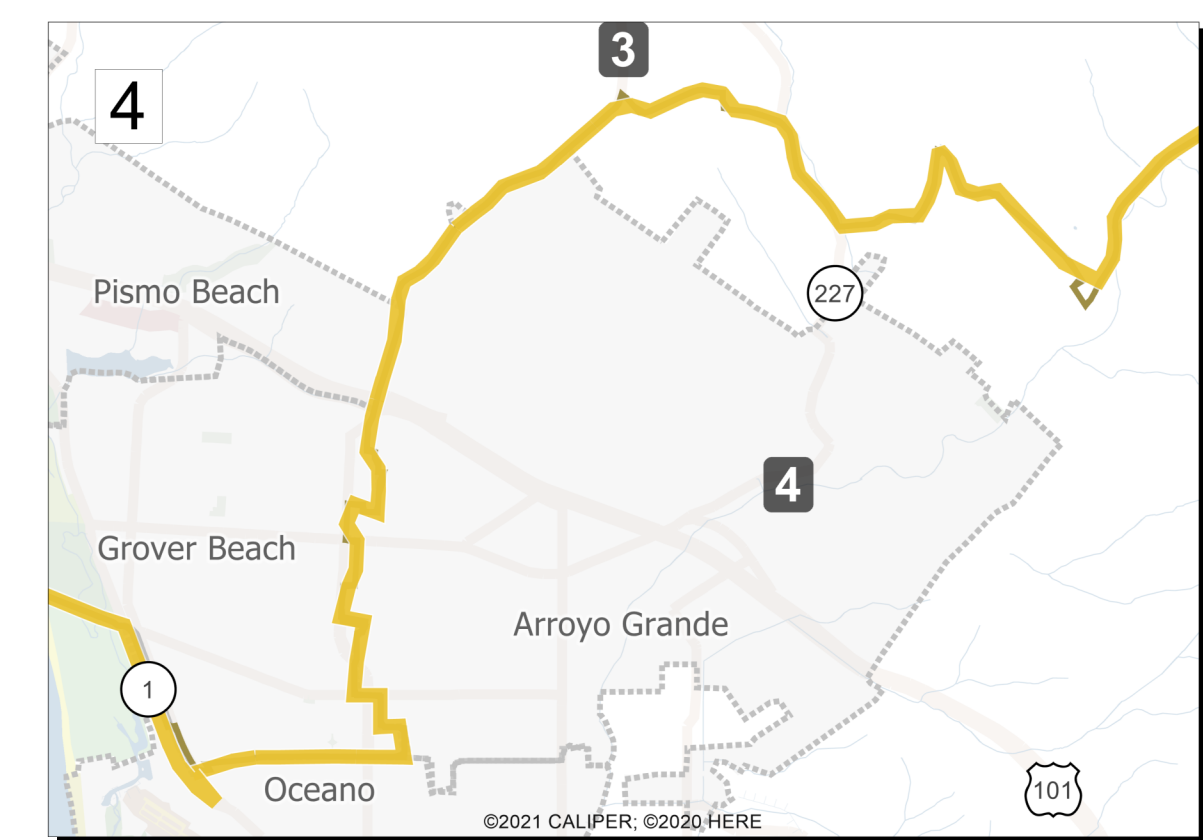 3
4
Pismo Beach
227
4
Grover Beach
Arroyo Grande
1
Oceano
101
©2021 CALIPER; ©2020 HERE